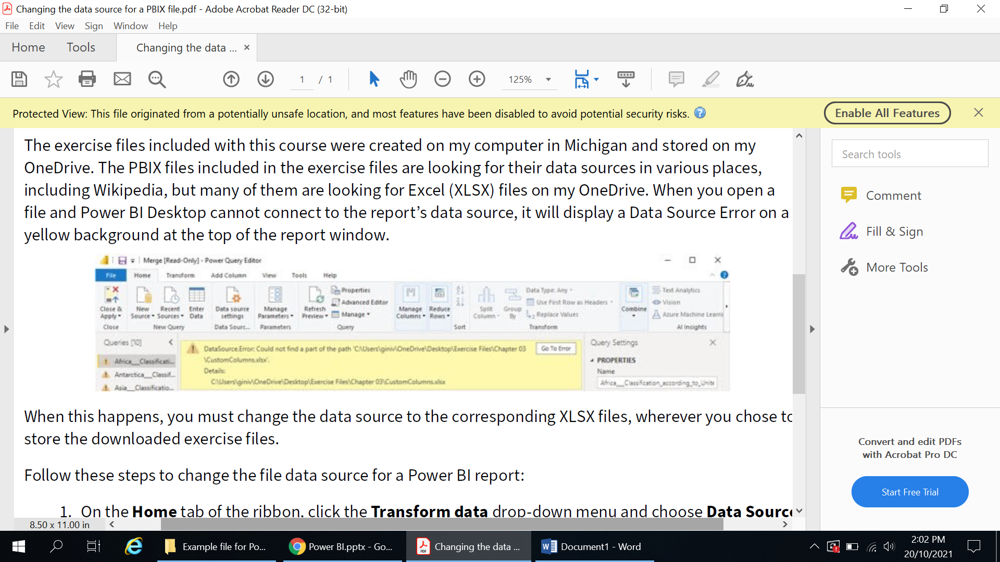 Changing the data source for a PBIX file.pdf - Adobe Acrobat Reader DC (32-bit)
File Edit View Sign Window Help
Home Tools Changing the data ... ×
1 / 1 125%
Protected View: This file originated from a potentially unsafe location, and most features have been disabled to avoid potential security risks. Enable All Features
The exercise files included with this course were created on my computer in Michigan and stored on my
OneDrive. The PBIX files included in the exercise files are looking for their data sources in various places,
including Wikipedia, but many of them are looking for Excel (XLSX) files on my OneDrive. When you open a
file and Power BI Desktop cannot connect to the report's data source, it will display a Data Source Error on a
yellow background at the top of the report window.
Merge [Read-Only] - Power Query Editor
File Home Transform Add Column View Tools Help
Close & Apply
Close
New Source
Recent Sources
Enter Data
New Query
Data source settings
Data Sourc...
Manage Parameters
Parameters
Refresh Preview
Properties
Advanced Editor
Manage
Query
Manage Columns
Reduce Rows
Sort
Split Column
Group By
Data Type: Any
Use First Row as Headers
Replace Values
Transform
Combine
Text Analytics
Vision
Azure Machine Learni
AI Insights
Queries [10]
Africa__Classificati...
Antarctica__Classif...
Asia__Classificatio...
DataSource.Error: Could not find a part of the path 'C:\Users\giniv\OneDrive\Desktop\Exercise Files\Chapter 03
\CustomColumns.xlsx'.
Details:
C:\Users\giniv\OneDrive\Desktop\Exercise Files\Chapter 03\CustomColumns.xlsx
Go To Error
Query Settings
PROPERTIES
Name
Africa__Classification_according_to_Unite
When this happens, you must change the data source to the corresponding XLSX files, wherever you chose to
store the downloaded exercise files.
Follow these steps to change the file data source for a Power BI report:
1. On the Home tab of the ribbon, click the Transform data drop-down menu and choose Data Source
8.50 x 11.00 in
Search tools
Comment
Fill & Sign
More Tools
Convert and edit PDFs
with Acrobat Pro DC
Start Free Trial
Example file for Po...
Power BI.pptx - Go...
Changing the data ...
Document1 - Word
2:02 PM
20/10/2021